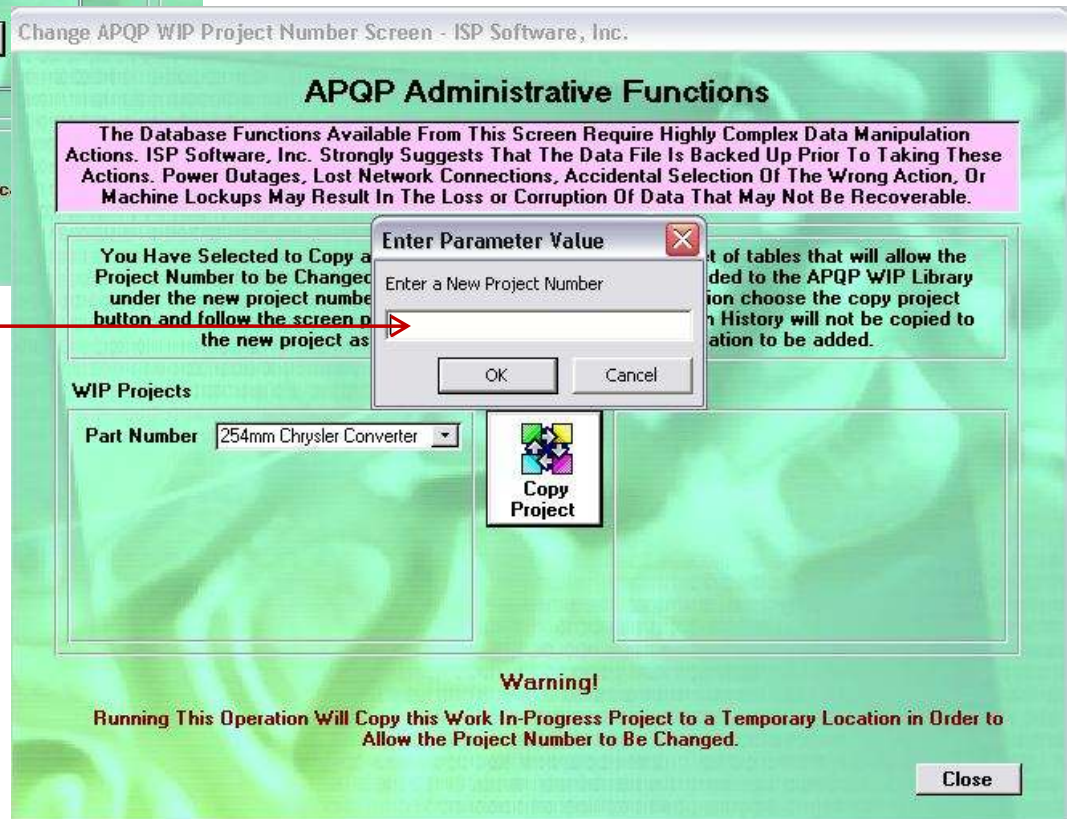 Change APQP WIP Project Number Screen - ISP Software, Inc.
APQP Administrative Functions
The Database Functions Available From This Screen Require Highly Complex Data Manipulation
Actions. ISP Software, Inc. Strongly Suggests That The Data File Is Backed Up Prior To Taking These
Actions. Power Outages, Lost Network Connections, Accidental Selection Of The Wrong Action, Or
Machine Lockups May Result In The Loss or Corruption Of Data That May Not Be Recoverable.
You Have Selected to Copy a t of tables that will allow the
Project Number to be Changed ded to the APQP WIP Library
under the new project numbe ion choose the copy project
button and follow the screen p History will not be copied to
the new project as ation to be added.
Enter Parameter Value
Enter a New Project Number
OK Cancel
WIP Projects
Part Number 254mm Chrysler Converter
Copy
Project
Warning!
Running This Operation Will Copy this Work In-Progress Project to a Temporary Location in Order to
Allow the Project Number to Be Changed.
Close